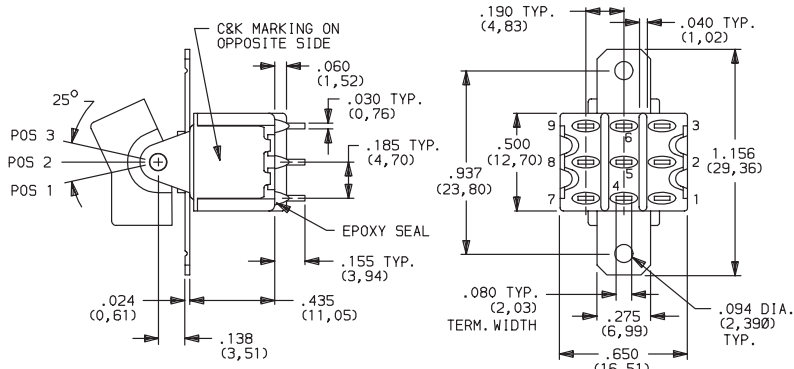 C&K MARKING ON
OPPOSITE SIDE
.060
(1,52)
.030 TYP.
(0,76)
25°
POS 3
POS 2
POS 1
.185 TYP.
(4,70)
EPOXY SEAL
.155 TYP.
(3,94)
.024
(0,61)
.435
(11,05)
.138
(3,51)
.190 TYP.
(4,83)
.040 TYP.
(1,02)
9
6
3
8
5
2
7
4
1
.500
(12,70)
.937
(23,80)
1.156
(29,36)
.080 TYP.
(2,03)
TERM. WIDTH
.275
(6,99)
.094 DIA.
(2,390)
TYP.
.650
(16,51)